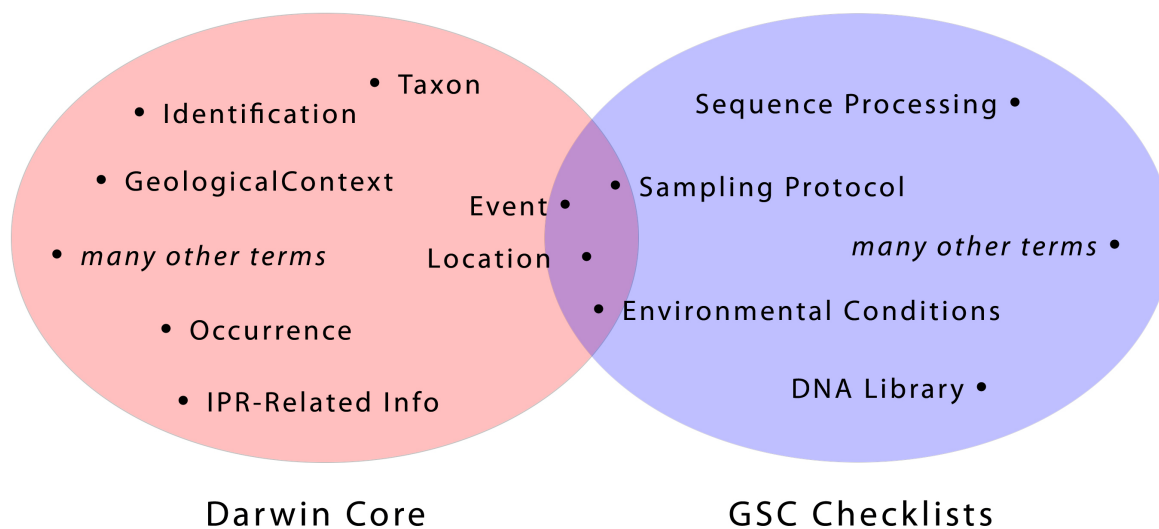 Taxon
Identification
Sequence Processing
GeologicalContext
Sampling Protocol
Event
many other terms
many other terms
Location
Environmental Conditions
Occurrence
DNA Library
IPR-Related Info
Darwin Core
GSC Checklists